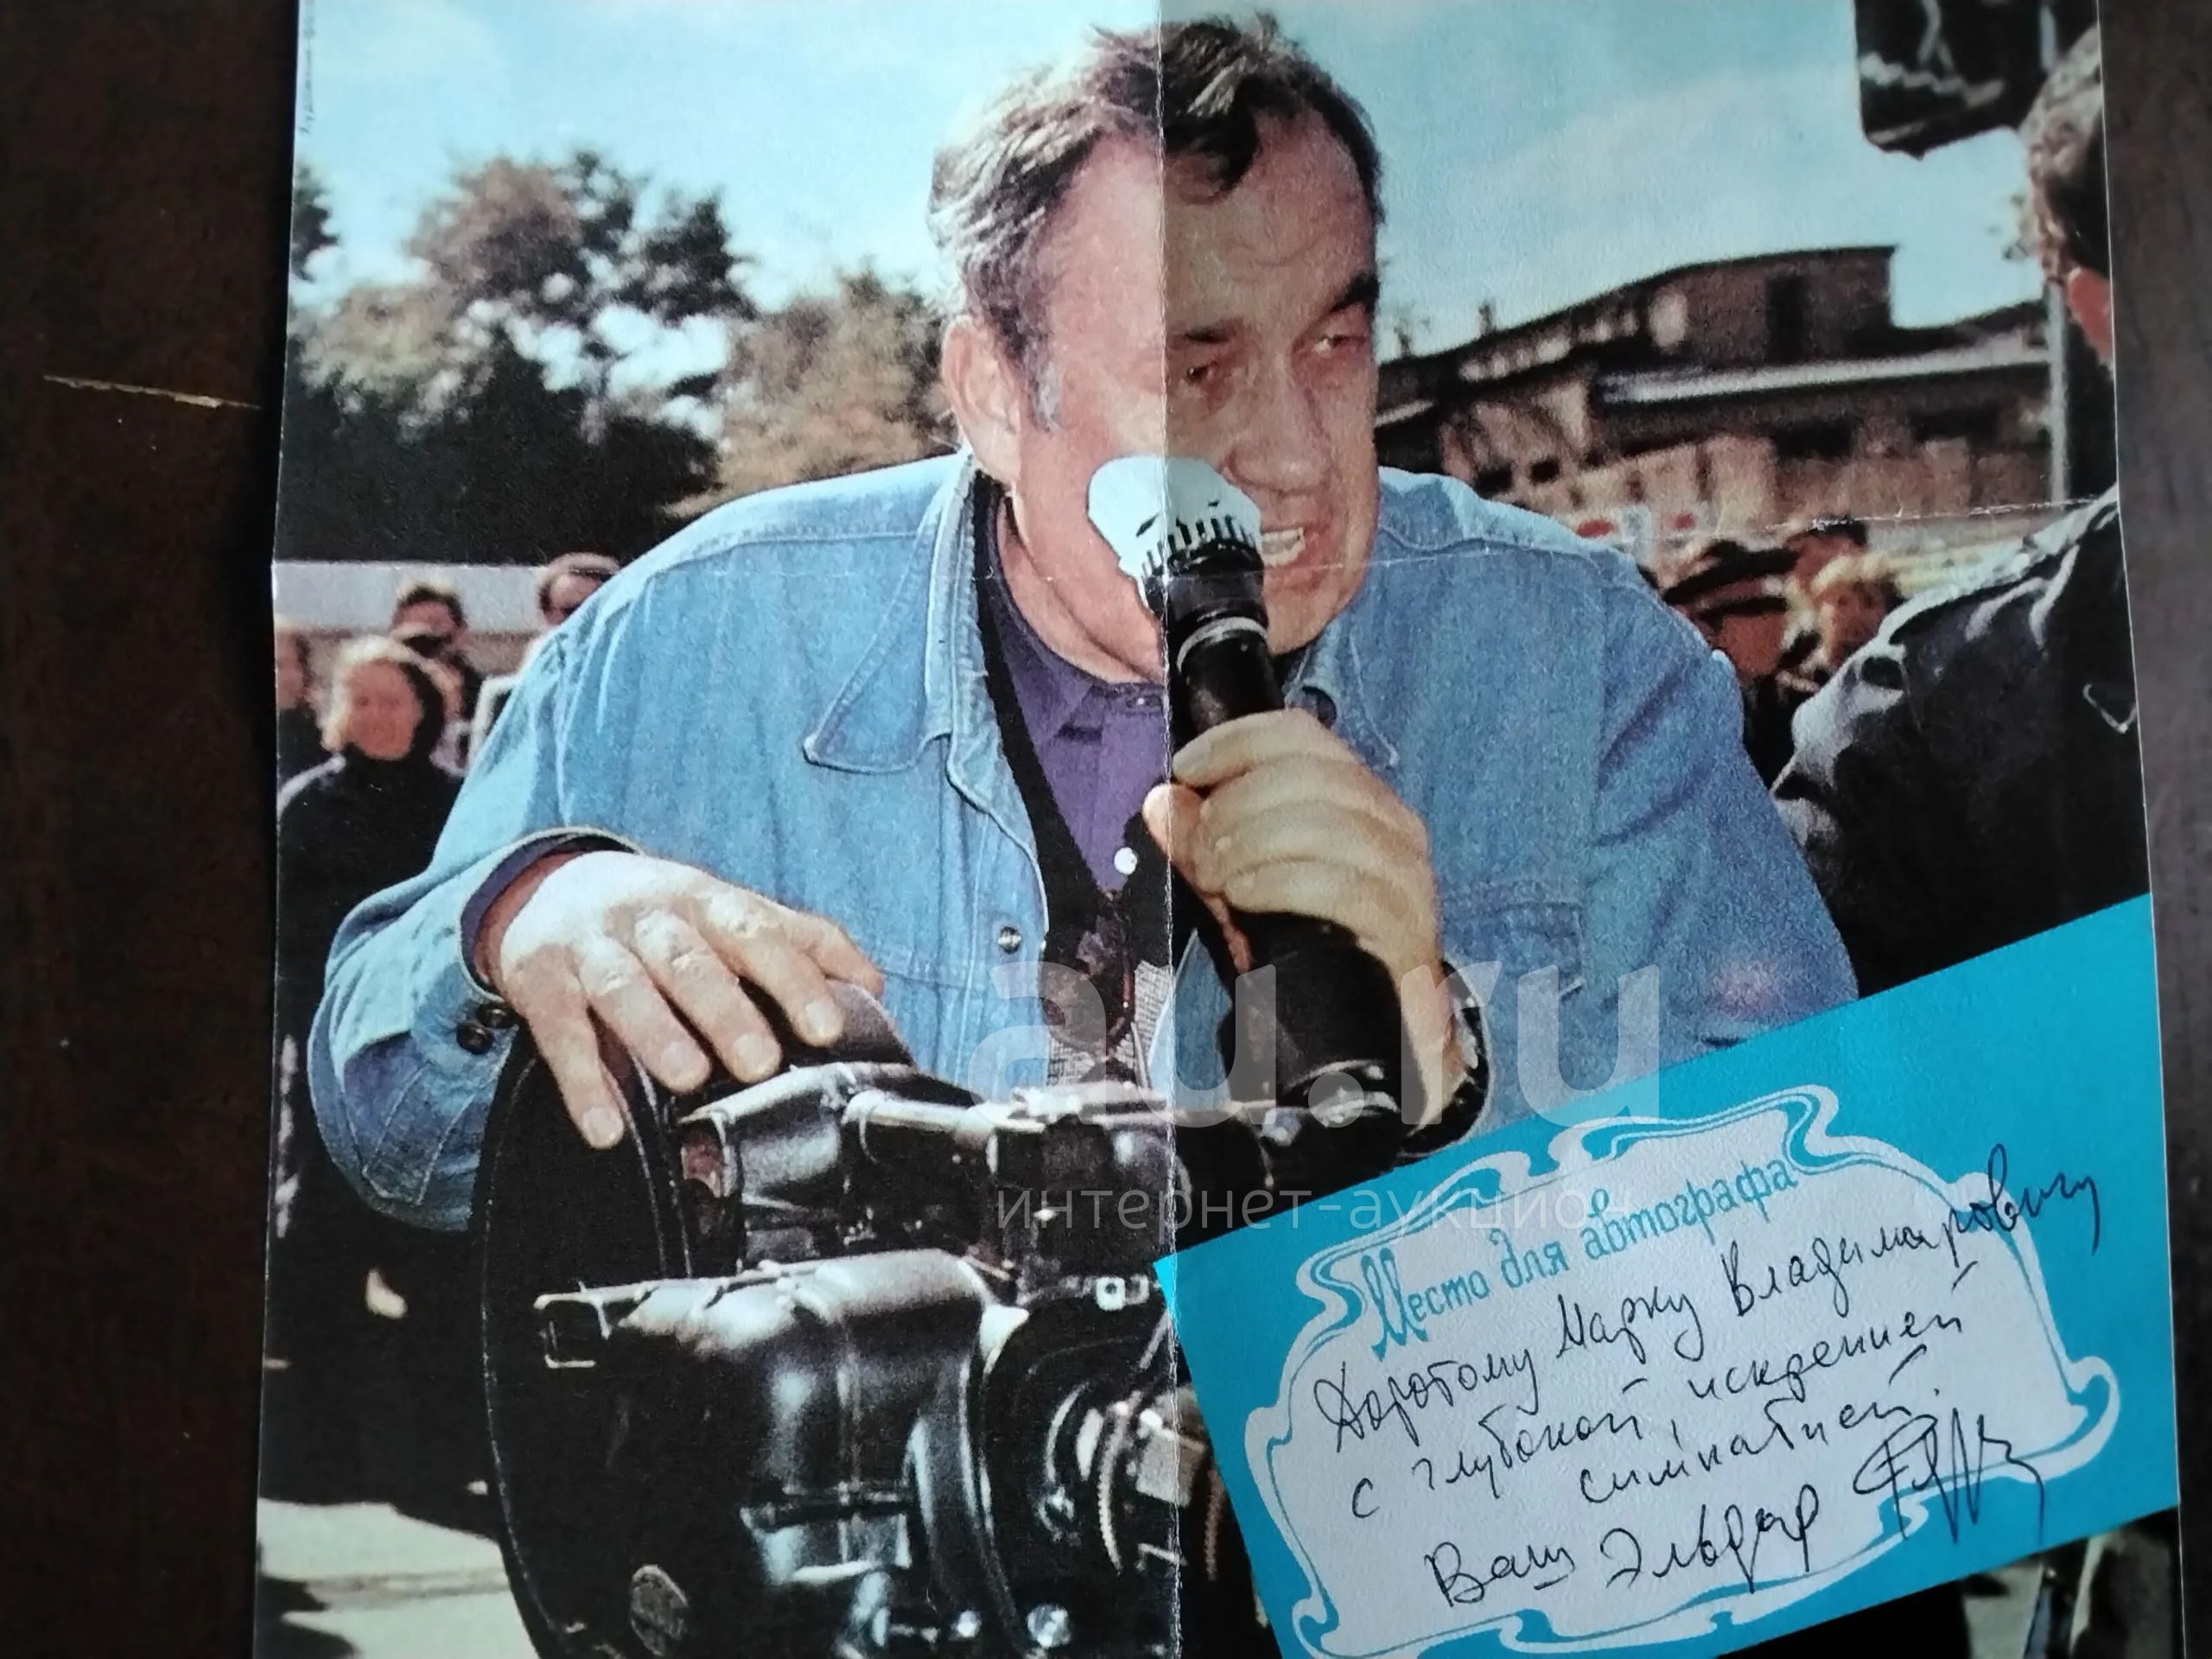 au.ru
интернет-аукцион
Место для автографа
Дорогому Марку Владимировичу
с глубокой, искренней
симпатией.
Ваш Эльдар